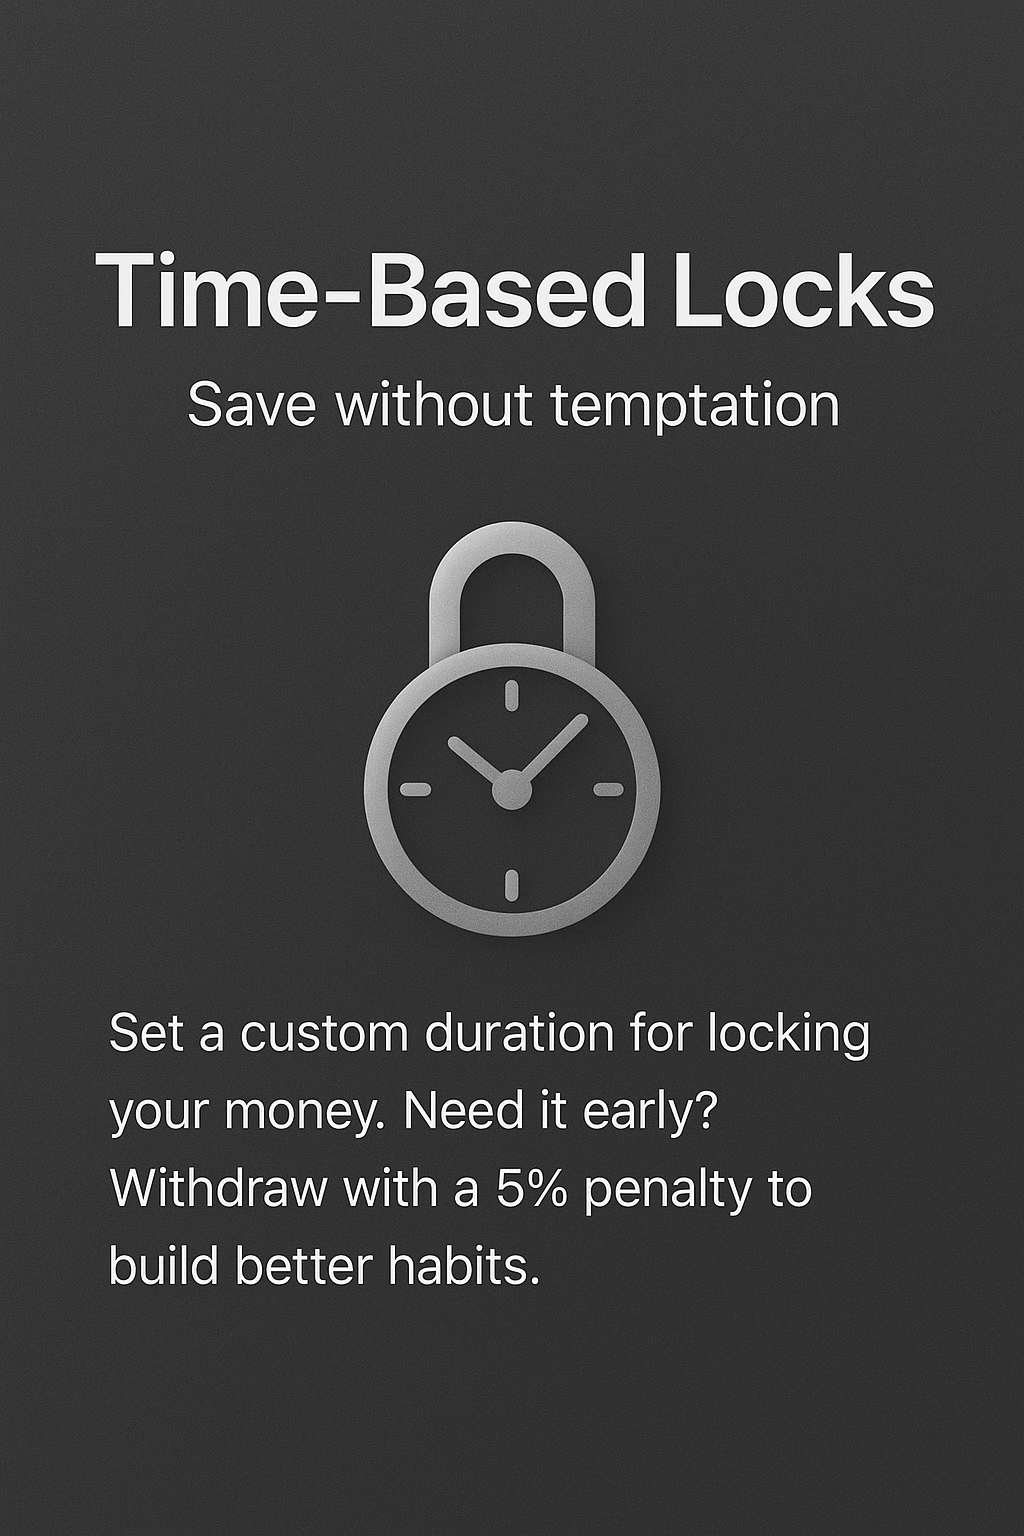 Time-Based Locks
Save without temptation
Set a custom duration for locking
your money. Need it early?
Withdraw with a 5% penalty to
build better habits.